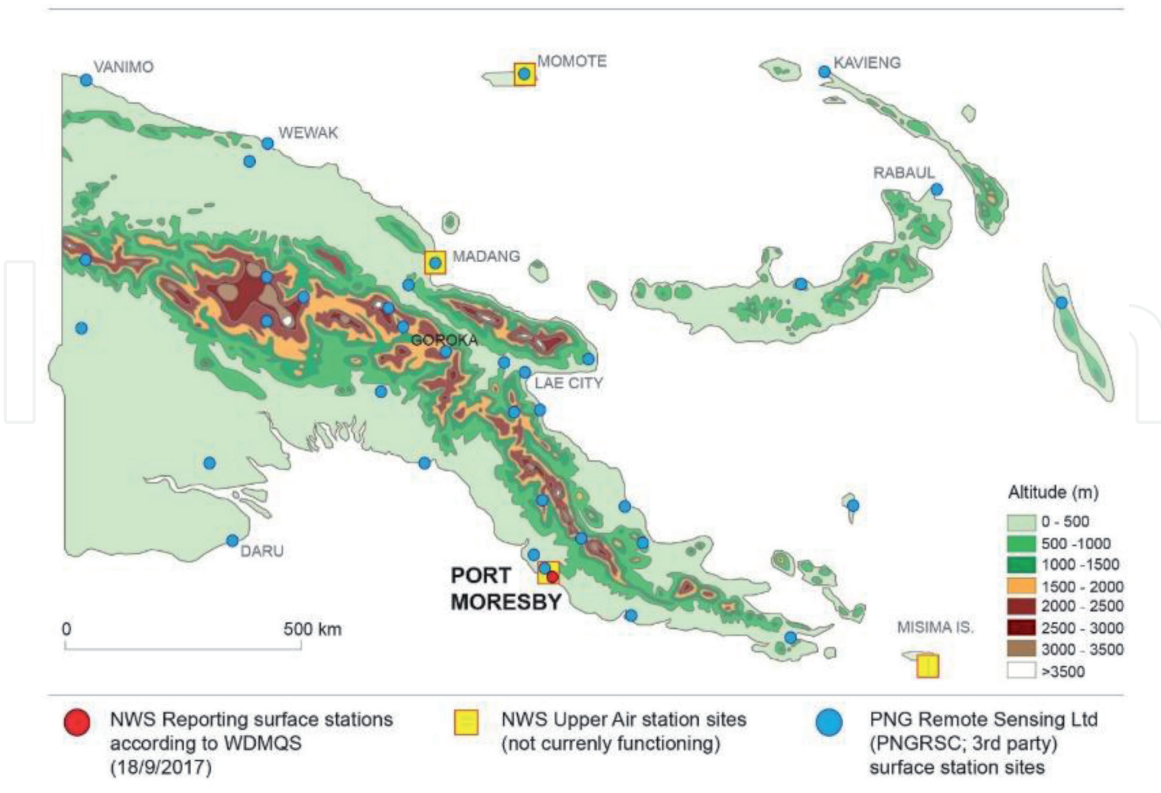 VANIMO
MOMOTE
KAVIENG
WEWAK
RABAUL
MADANG
GOROKA
LAE CITY
DARU
PORT
MORESBY
MISIMA IS.
0
500 km
Altitude (m)
0 - 500
500 -1000
1000 -1500
1500 - 2000
2000 - 2500
2500 - 3000
3000 - 3500
>3500
NWS Reporting surface stations
according to WDMQS
(18/9/2017)
NWS Upper Air station sites
(not currenly functioning)
PNG Remote Sensing Ltd
(PNGRSC; 3rd party)
surface station sites